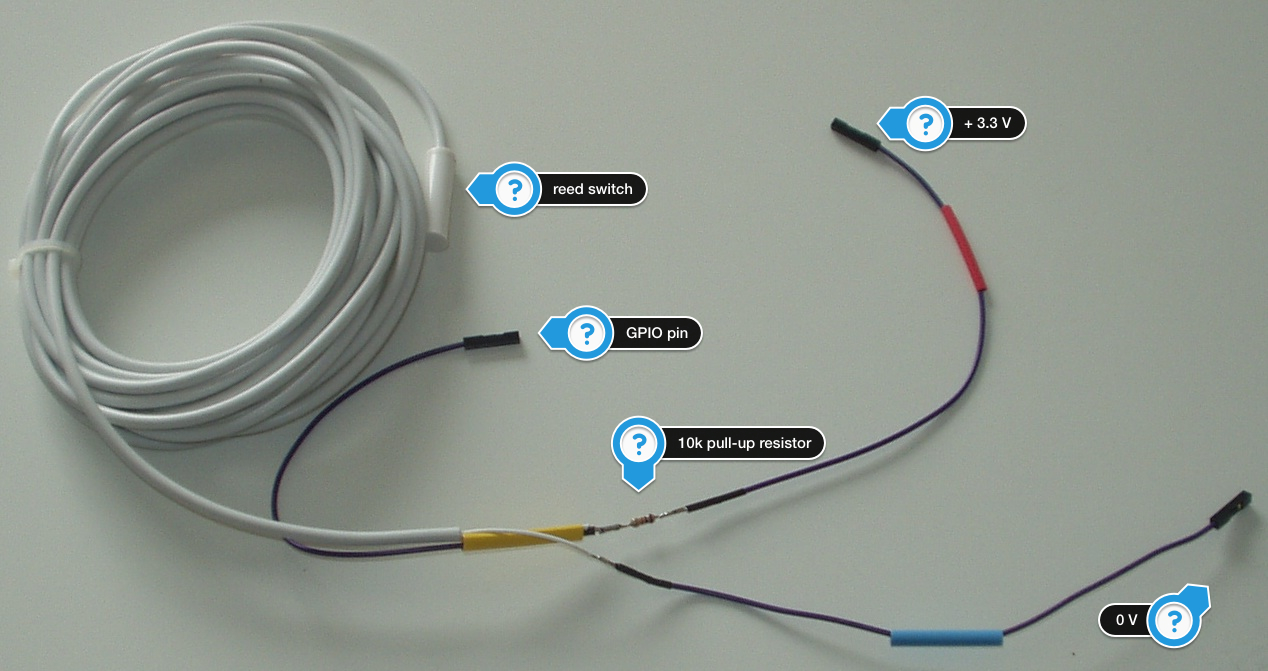 ? + 3.3 V
? reed switch
? GPIO pin
? 10k pull-up resistor
0 V ?